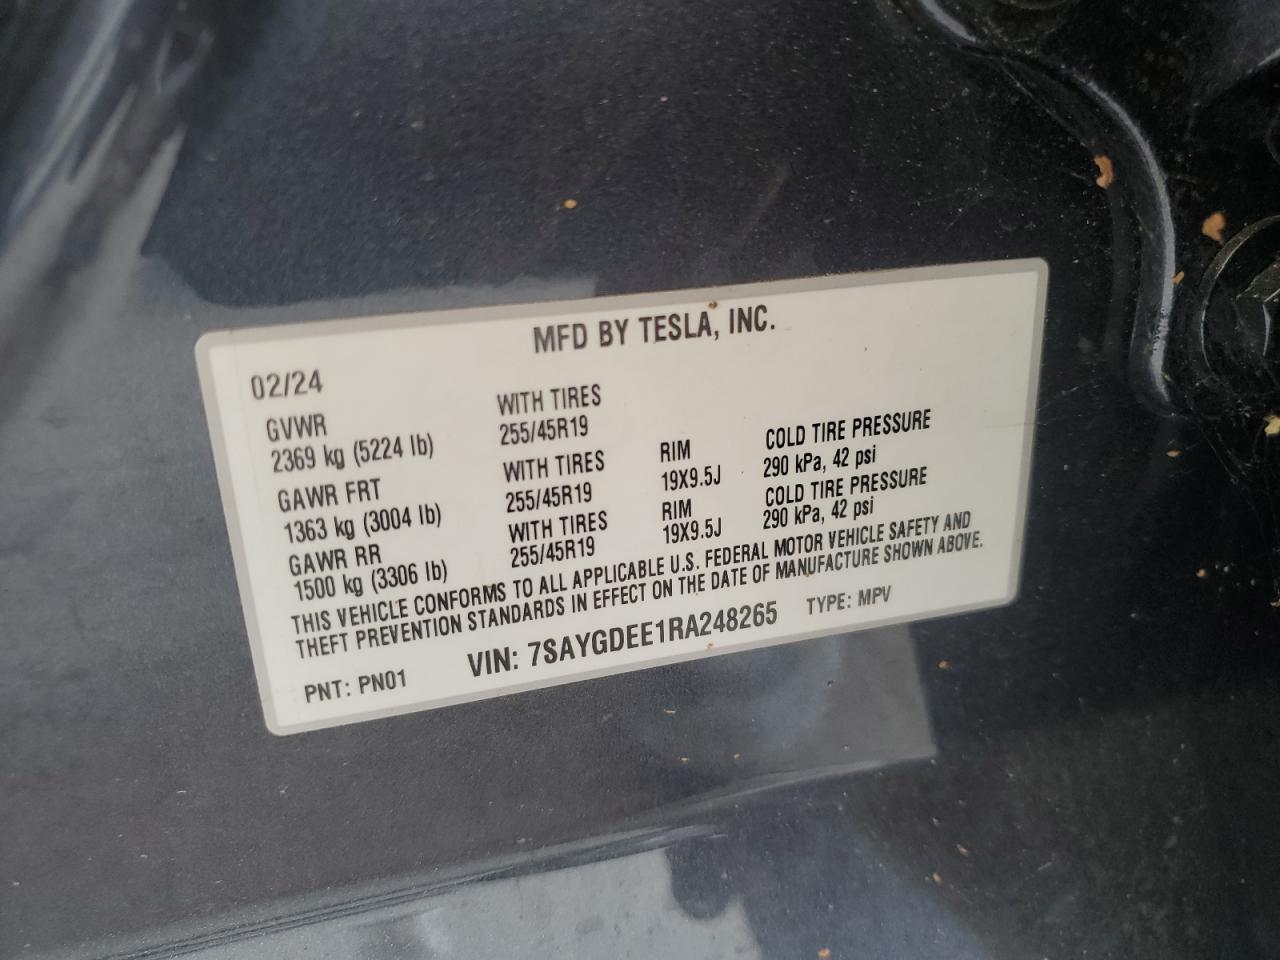 MFD BY TESLA, INC.
02/24
GVWR WITH TIRES
2369 kg (5224 lb) 255/45R19
GAWR FRT WITH TIRES RIM COLD TIRE PRESSURE
1363 kg (3004 lb) 255/45R19 19X9.5J 290 kPa, 42 psi
GAWR RR WITH TIRES RIM COLD TIRE PRESSURE
1500 kg (3306 lb) 255/45R19 19X9.5J 290 kPa, 42 psi
THIS VEHICLE CONFORMS TO ALL APPLICABLE U.S. FEDERAL MOTOR VEHICLE SAFETY AND
THEFT PREVENTION STANDARDS IN EFFECT ON THE DATE OF MANUFACTURE SHOWN ABOVE.
PNT: PN01 VIN: 7SAYGDEE1RA248265 TYPE: MPV